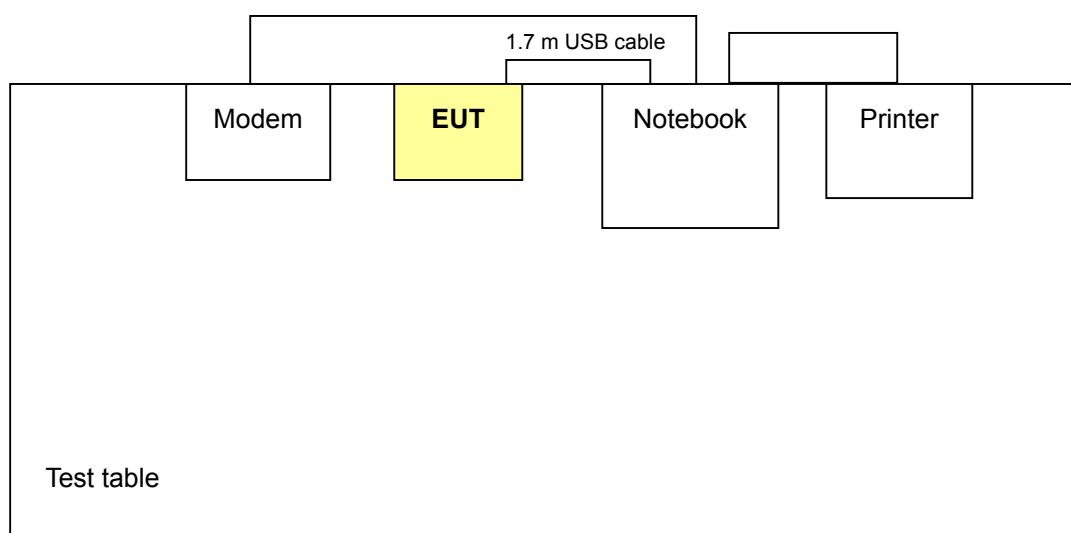 1.7 m USB cable
Modem
EUT
Notebook
Printer
Test table